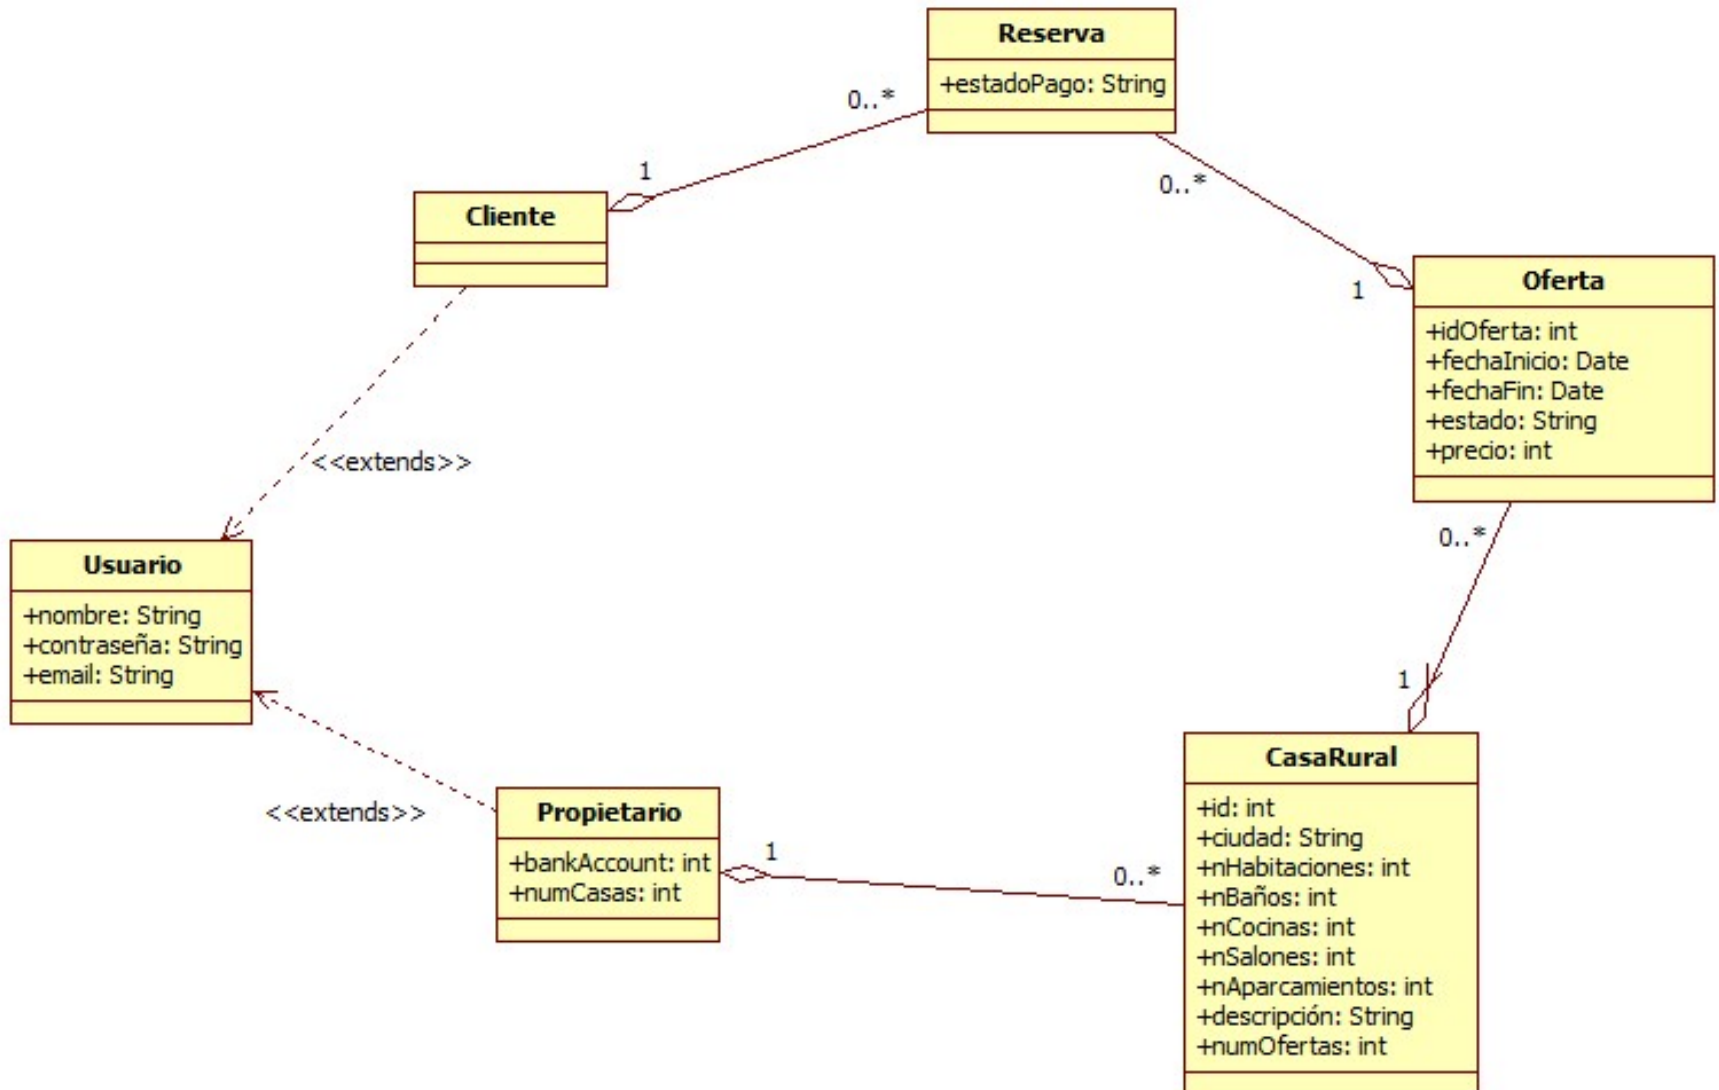 Reserva
+estadoPago: String
0..*
1
0..*
Cliente
1
Oferta
+idOferta: int
+fechaInicio: Date
+fechaFin: Date
+estado: String
+precio: int
<<extends>>
0..*
Usuario
+nombre: String
+contraseña: String
+email: String
1
CasaRural
+id: int
+ciudad: String
+nHabitaciones: int
+nBaños: int
+nCocinas: int
+nSalones: int
+nAparcamientos: int
+descripción: String
+numOfertas: int
<<extends>>
Propietario
+bankAccount: int
+numCasas: int
1
0..*